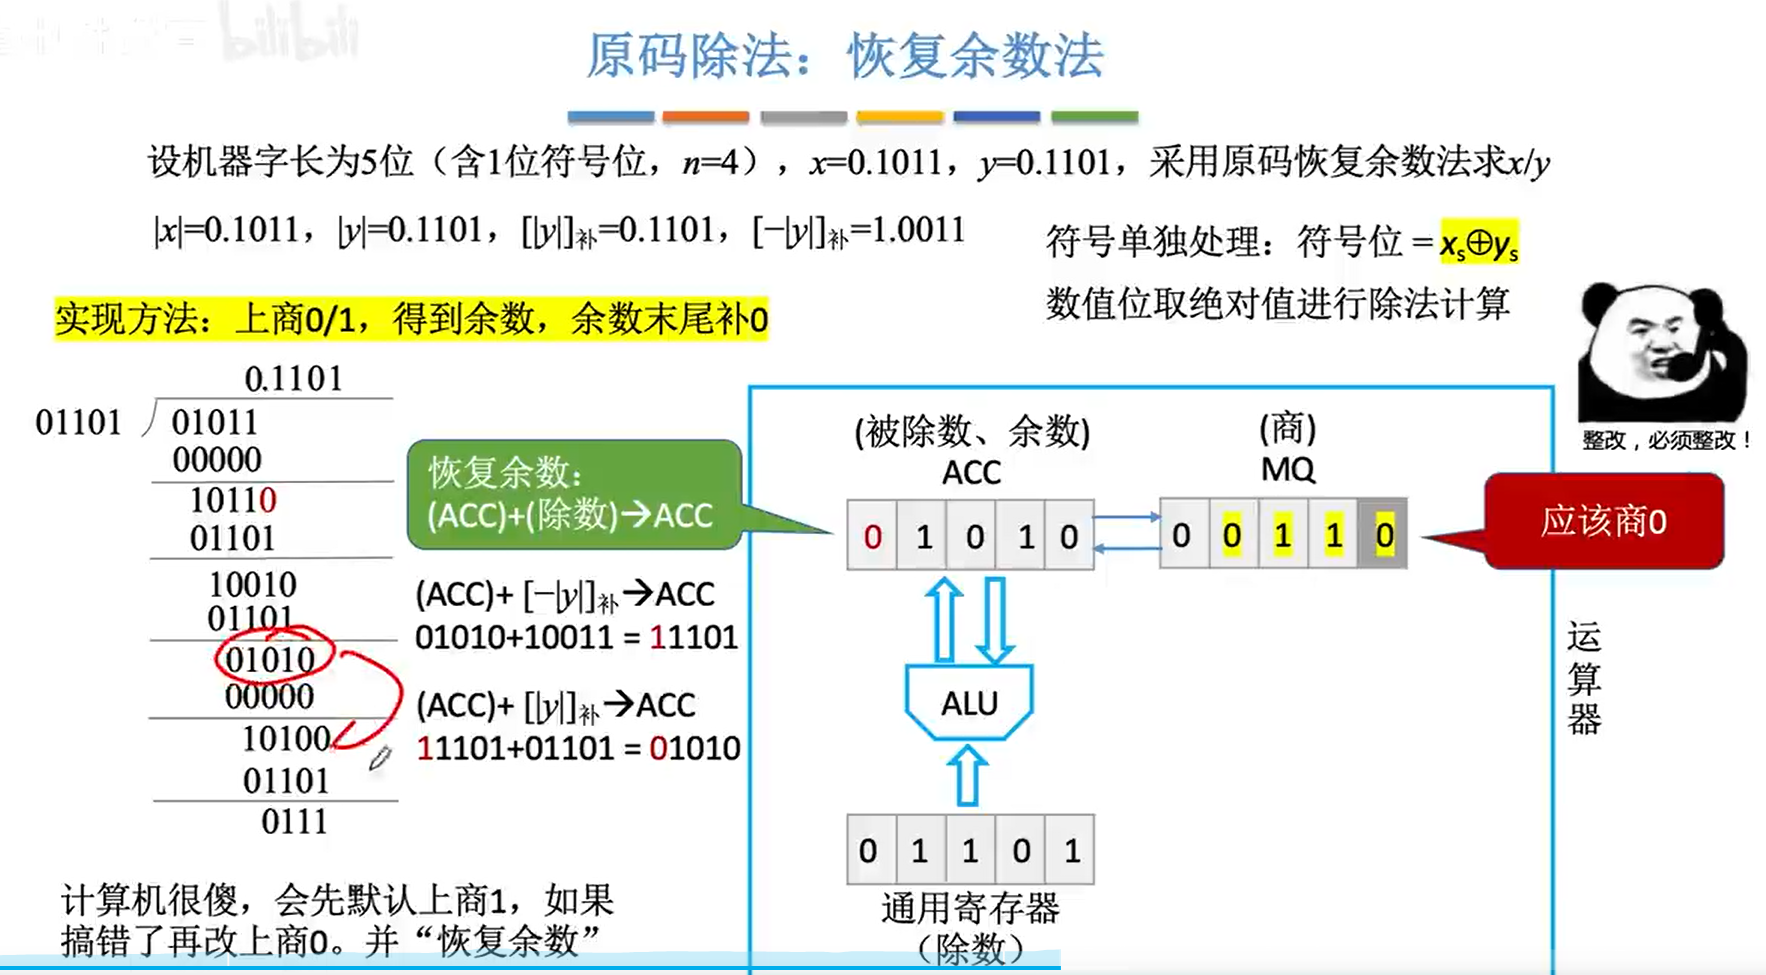 bilibili
原码除法：恢复余数法
设机器字长为5位（含1位符号位，n=4），x=0.1011，y=0.1101，采用原码恢复余数法求x/y
|x|=0.1011，|y|=0.1101，[|y|]补=0.1101，[−|y|]补=1.0011
符号单独处理：符号位 = xs⊕ys
数值位取绝对值进行除法计算
实现方法：上商0/1，得到余数，余数末尾补0
0.1101
01101 01011
00000
10110
01101
10010
01101
01010
00000
10100
01101
0111
恢复余数：
(ACC)+(除数)→ACC
(ACC)+ [−|y|]补→ACC
01010+10011 = 11101
(ACC)+ [|y|]补→ACC
11101+01101 = 01010
计算机很傻，会先默认上商1，如果
搞错了再改上商0。并“恢复余数”
(被除数、余数)
ACC
0 1 0 1 0
(商)
MQ
0 0 1 1 0
应该商0
整改，必须整改！
ALU
0 1 1 0 1
通用寄存器
（除数）
运
算
器